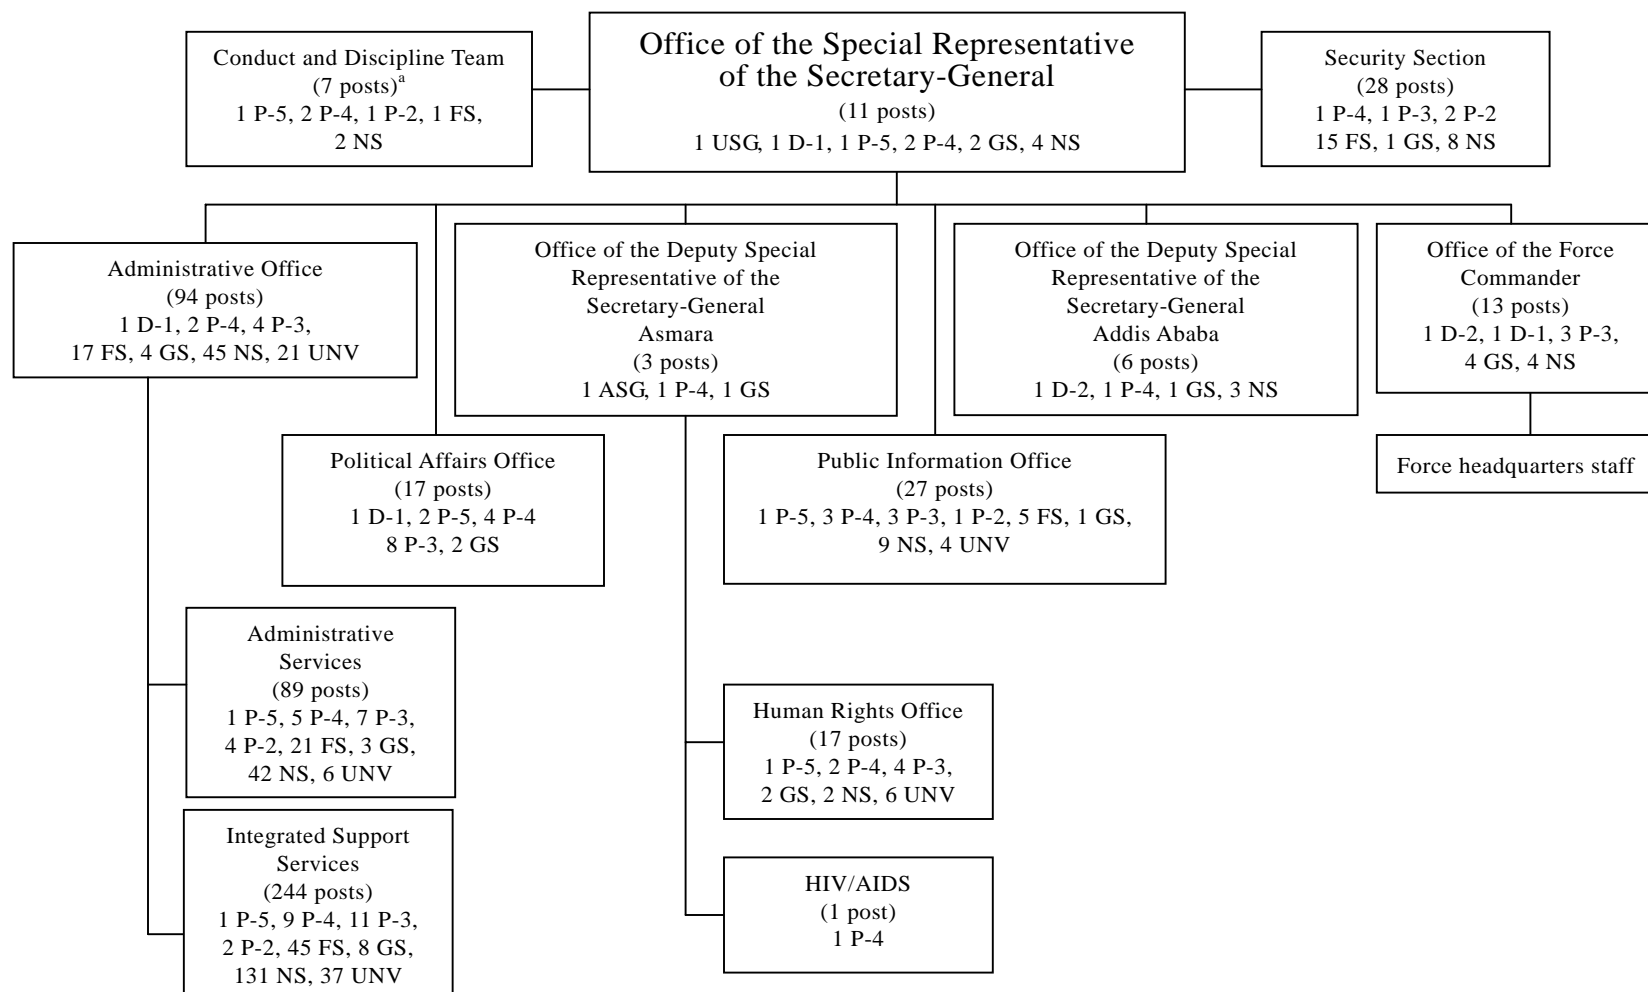 Conduct and Discipline Team
(7 posts)a
1 P-5, 2 P-4, 1 P-2, 1 FS,
2 NS
Office of the Special Representative
of the Secretary-General
(11 posts)
1 USG, 1 D-1, 1 P-5, 2 P-4, 2 GS, 4 NS
Security Section
(28 posts)
1 P-4, 1 P-3, 2 P-2
15 FS, 1 GS, 8 NS
Administrative Office
(94 posts)
1 D-1, 2 P-4, 4 P-3,
17 FS, 4 GS, 45 NS, 21 UNV
Office of the Deputy Special
Representative of the
Secretary-General
Asmara
(3 posts)
1 ASG, 1 P-4, 1 GS
Office of the Deputy Special
Representative of the
Secretary-General
Addis Ababa
(6 posts)
1 D-2, 1 P-4, 1 GS, 3 NS
Office of the Force
Commander
(13 posts)
1 D-2, 1 D-1, 3 P-3,
4 GS, 4 NS
Political Affairs Office
(17 posts)
1 D-1, 2 P-5, 4 P-4
8 P-3, 2 GS
Public Information Office
(27 posts)
1 P-5, 3 P-4, 3 P-3, 1 P-2, 5 FS, 1 GS,
9 NS, 4 UNV
Force headquarters staff
Administrative
Services
(89 posts)
1 P-5, 5 P-4, 7 P-3,
4 P-2, 21 FS, 3 GS,
42 NS, 6 UNV
Human Rights Office
(17 posts)
1 P-5, 2 P-4, 4 P-3,
2 GS, 2 NS, 6 UNV
Integrated Support
Services
(244 posts)
1 P-5, 9 P-4, 11 P-3,
2 P-2, 45 FS, 8 GS,
131 NS, 37 UNV
HIV/AIDS
(1 post)
1 P-4